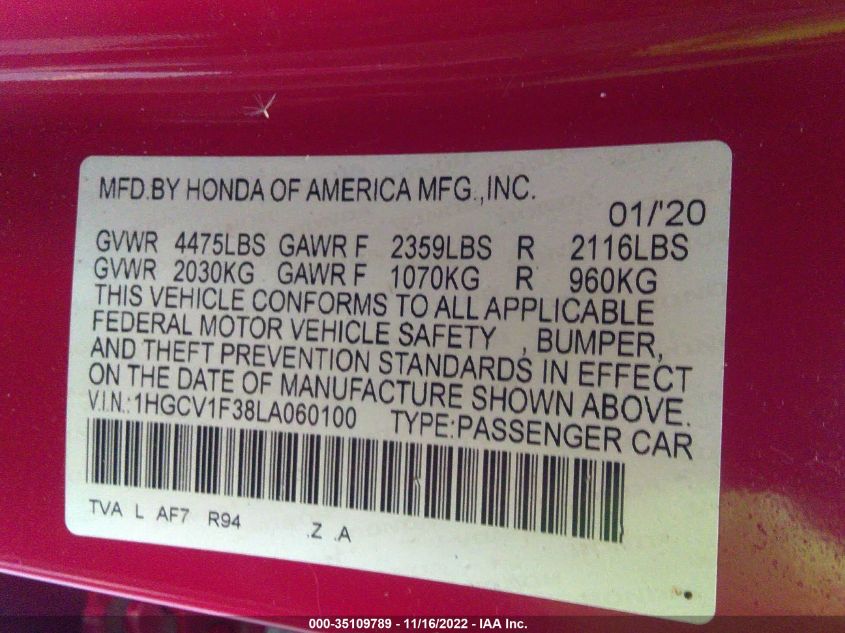 MFD.BY HONDA OF AMERICA MFG.,INC.
01/'20
GVWR 4475LBS GAWR F 2359LBS R 2116LBS
GVWR 2030KG GAWR F 1070KG R 960KG
THIS VEHICLE CONFORMS TO ALL APPLICABLE
FEDERAL MOTOR VEHICLE SAFETY , BUMPER,
AND THEFT PREVENTION STANDARDS IN EFFECT
ON THE DATE OF MANUFACTURE SHOWN ABOVE.
V.I.N.:1HGCV1F38LA060100 TYPE:PASSENGER CAR
TVA L AF7 R94 .Z .A
000-35109789 - 11/16/2022 - IAA Inc.